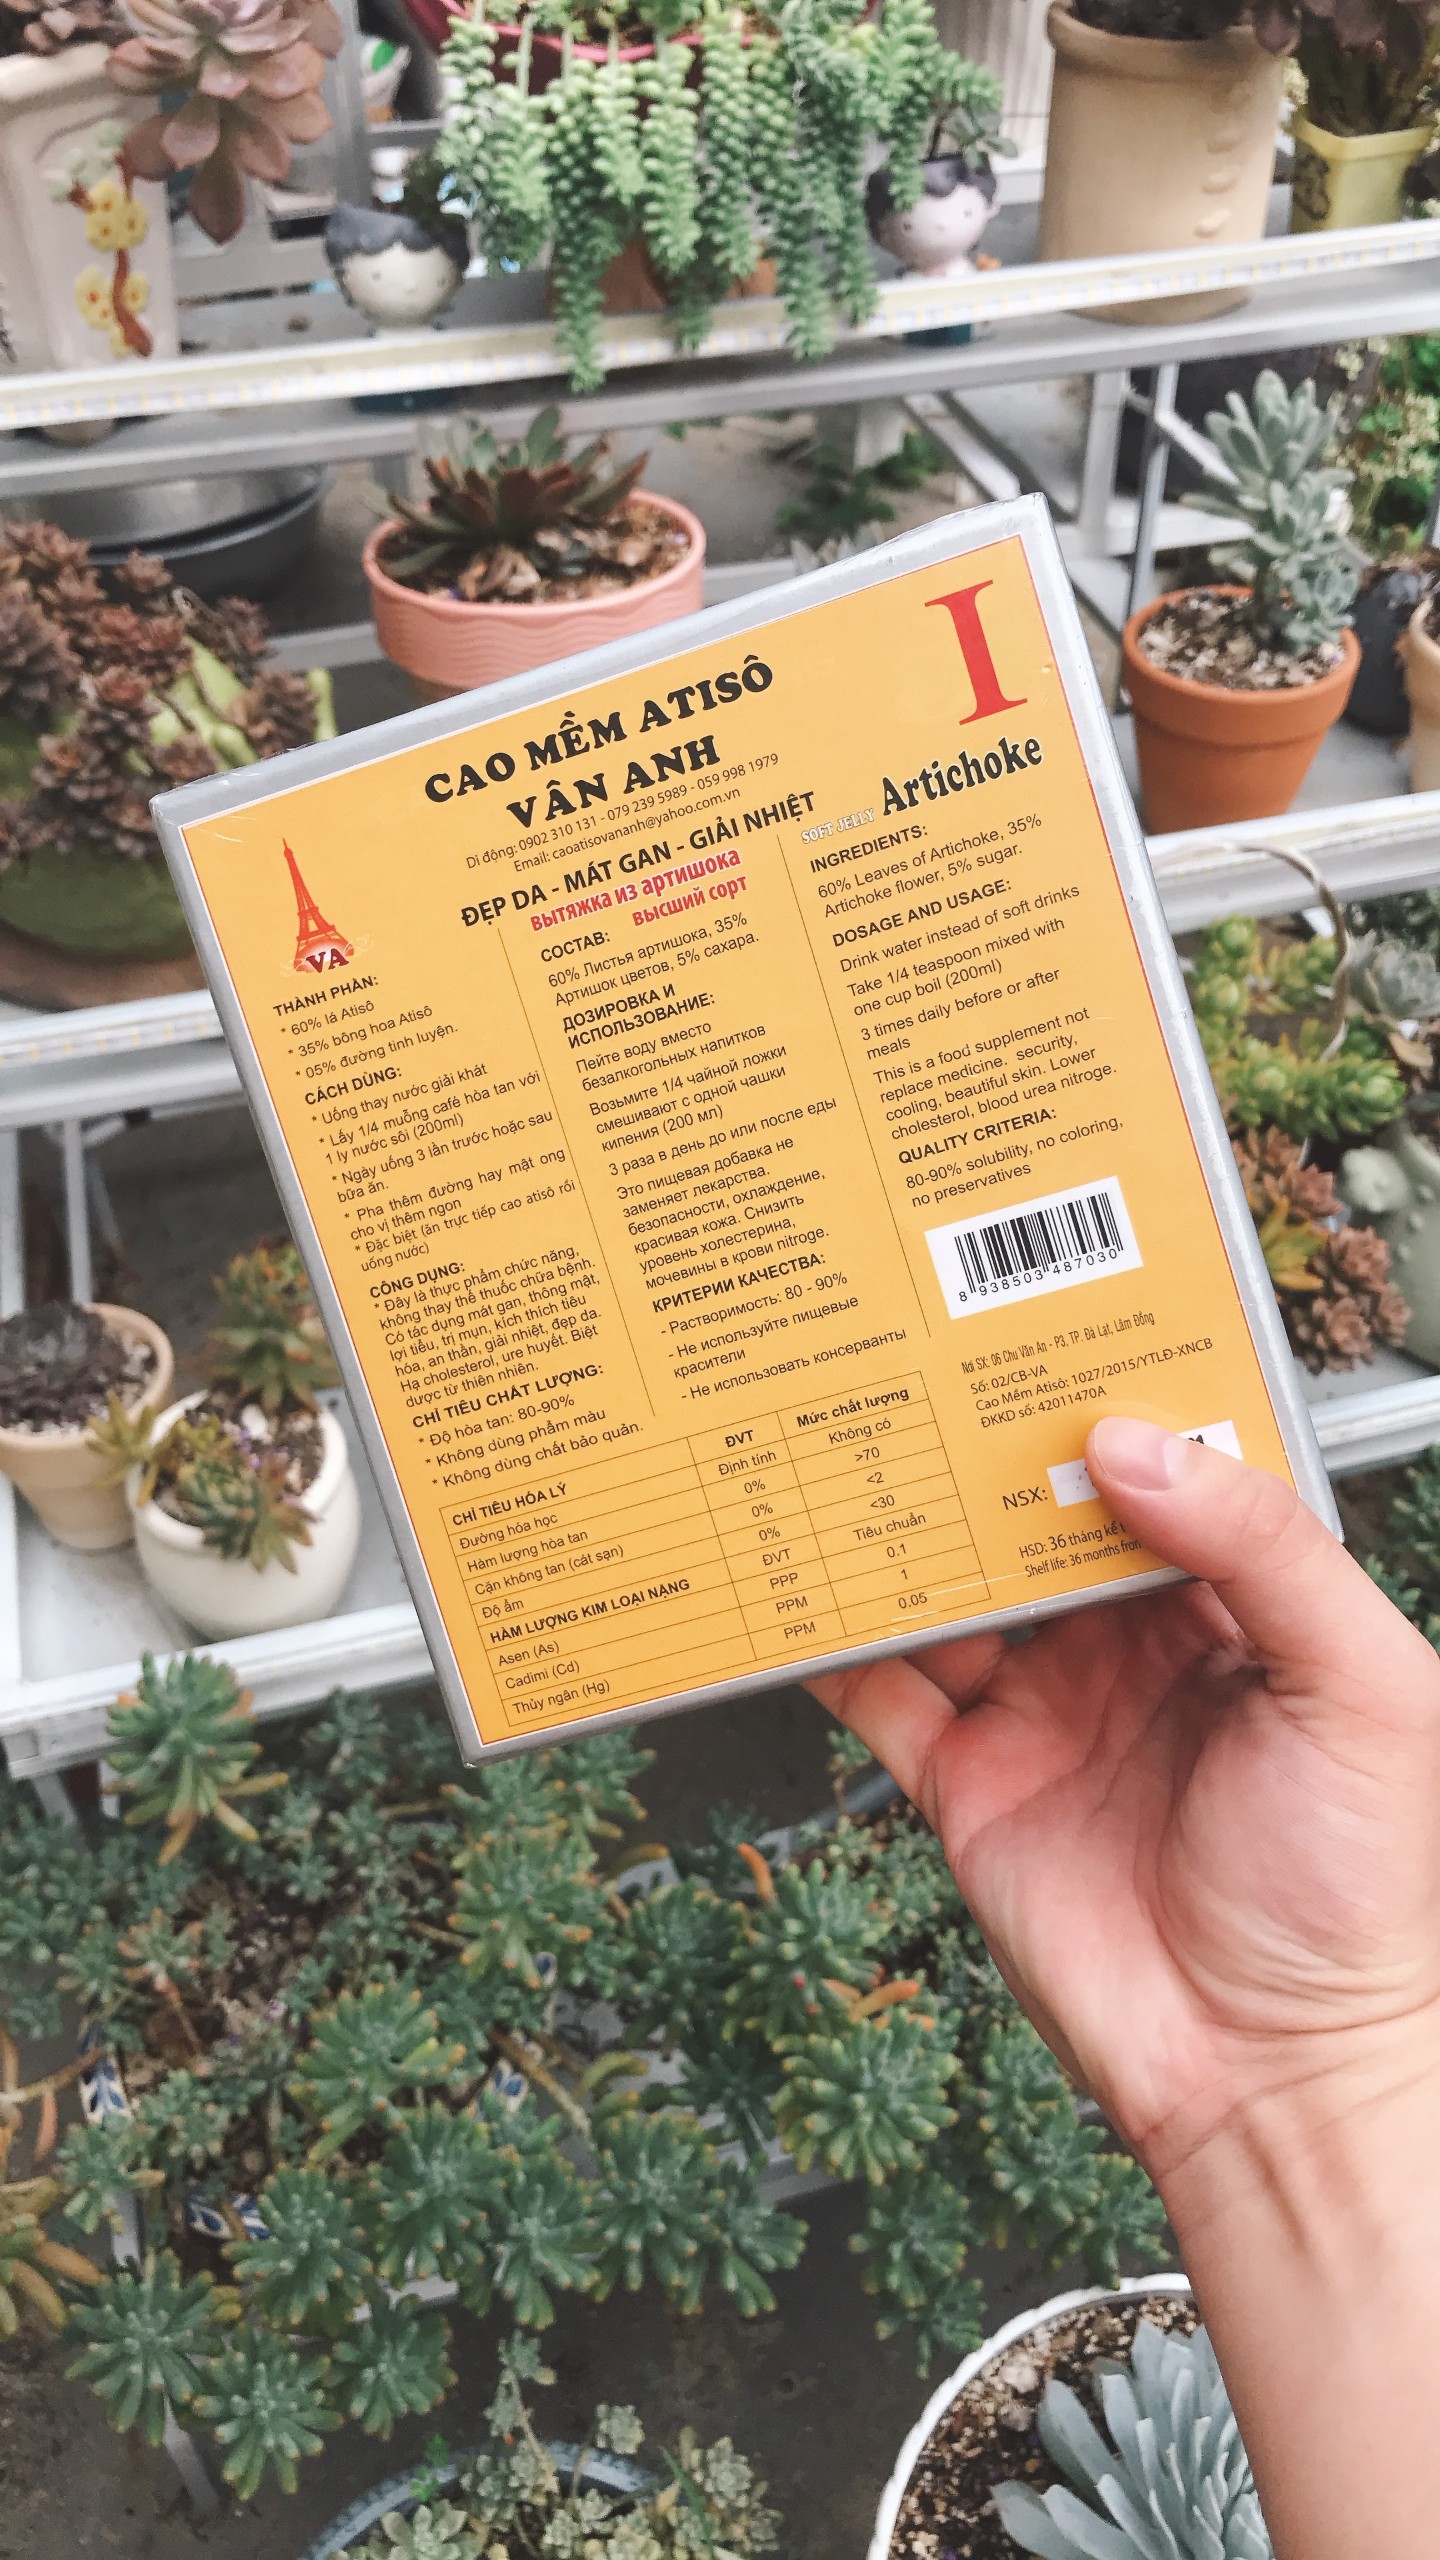 I
CAO MỀM ATISÔ
VÂN ANH
Di động: 0902 310 131 - 079 239 5989 - 059 998 1979
Email: caoatisovananh@yahoo.com.vn
ĐẸP DA - MÁT GAN - GIẢI NHIỆT
VA
THÀNH PHẦN:
* 60% lá Atisô
* 35% bông hoa Atisô
* 05% đường tinh luyện.
CÁCH DÙNG:
* Uống thay nước giải khát
* Lấy 1/4 muỗng café hòa tan với
1 ly nước sôi (200ml)
* Ngày uống 3 lần trước hoặc sau
bữa ăn.
* Pha thêm đường hay mật ong
cho vị thêm ngon
* Đặc biệt (ăn trực tiếp cao atisô rồi
uống nước)
CÔNG DỤNG:
* Đây là thực phẩm chức năng,
không thay thế thuốc chữa bệnh.
Có tác dụng mát gan, thông mật,
lợi tiểu, trị mụn, kích thích tiêu
hóa, an thần, giải nhiệt, đẹp da.
Hạ cholesterol, ure huyết. Biệt
dược từ thiên nhiên.
CHỈ TIÊU CHẤT LƯỢNG:
* Độ hòa tan: 80-90%
* Không dùng phẩm màu
* Không dùng chất bảo quản.
вытяжка из артишока
высший сорт
СОСТАВ:
60% Листья артишока, 35%
Артишок цветов, 5% сахара.
ДОЗИРОВКА И
ИСПОЛЬЗОВАНИЕ:
Пейте воду вместо
безалкогольных напитков
Возьмите 1/4 чайной ложки
смешивают с одной чашки
кипения (200 мл)
3 раза в день до или после еды
Это пищевая добавка не
заменяет лекарства.
безопасности, охлаждение,
красивая кожа. Снизить
уровень холестерина,
мочевины в крови nitroge.
КРИТЕРИИ КАЧЕСТВА:
- Растворимость: 80 - 90%
- Не используйте пищевые
красители
- Не использовать консерванты
SOFT JELLY Artichoke
INGREDIENTS:
60% Leaves of Artichoke, 35%
Artichoke flower, 5% sugar.
DOSAGE AND USAGE:
Drink water instead of soft drinks
Take 1/4 teaspoon mixed with
one cup boil (200ml)
3 times daily before or after
meals
This is a food supplement not
replace medicine. security,
cooling, beautiful skin. Lower
cholesterol, blood urea nitroge.
QUALITY CRITERIA:
80-90% solubility, no coloring,
no preservatives
8 938503 487030
Nơi SX: 06 Chu Văn An - P3, TP. Đà Lạt, Lâm Đồng
Số: 02/CB-VA
Cao Mềm Atisô: 1027/2015/YTLĐ-XNCB
ĐKKD số: 42011470A
NSX:
HSD: 36 tháng kể
Shelf life: 36 months from
CHỈ TIÊU HÓA LÝ ĐVT Mức chất lượng
Đường hóa học Định tính Không có
Hàm lượng hòa tan 0% >70
Cặn không tan (cát sạn) 0% <2
Độ ẩm 0% <30
HÀM LƯỢNG KIM LOẠI NẶNG ĐVT Tiêu chuẩn
Asen (As) PPP 0.1
Cadimi (Cd) PPM 1
Thủy ngân (Hg) PPM 0.05